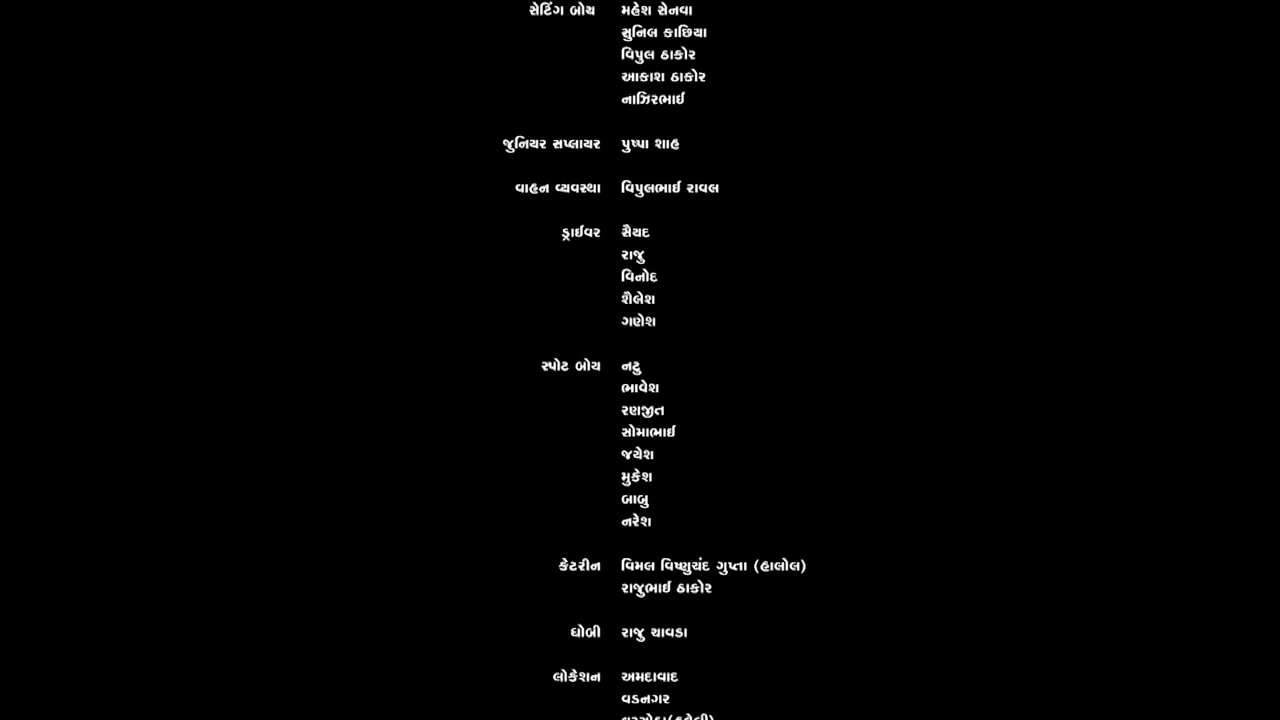 સેટિંગ બોય મહેશ સેનવા
સુનિલ કાછિયા
વિપુલ ઠાકોર
આકાશ ઠાકોર
નાઝિરભાઈ
જુનિયર સપ્લાયર પુષ્પા શાહ
વાહન વ્યવસ્થા વિપુલભાઈ રાવલ
ડ્રાઈવર સૈયદ
રાજુ
વિનોદ
શૈલેશ
ગણેશ
સ્પોટ બોય નટુ
ભાવેશ
રણજીત
સોમાભાઈ
જયેશ
મુકેશ
બાબુ
નરેશ
કેટરીન વિમલ વિષ્ણુચંદ ગુપ્તા (હાલોલ)
રાજુભાઈ ઠાકોર
ધોબી રાજુ ચાવડા
લોકેશન અમદાવાદ
વડનગર